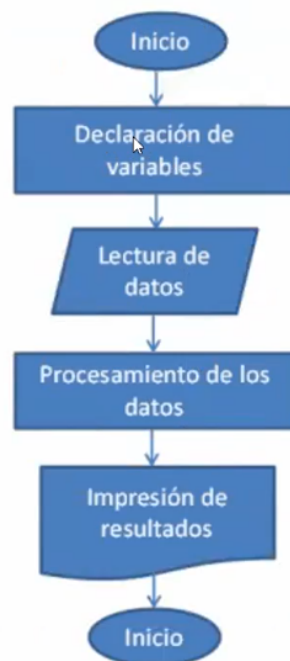 Inicio
Declaración de
variables
Lectura de
datos
Procesamiento de los
datos
Impresión de
resultados
Inicio